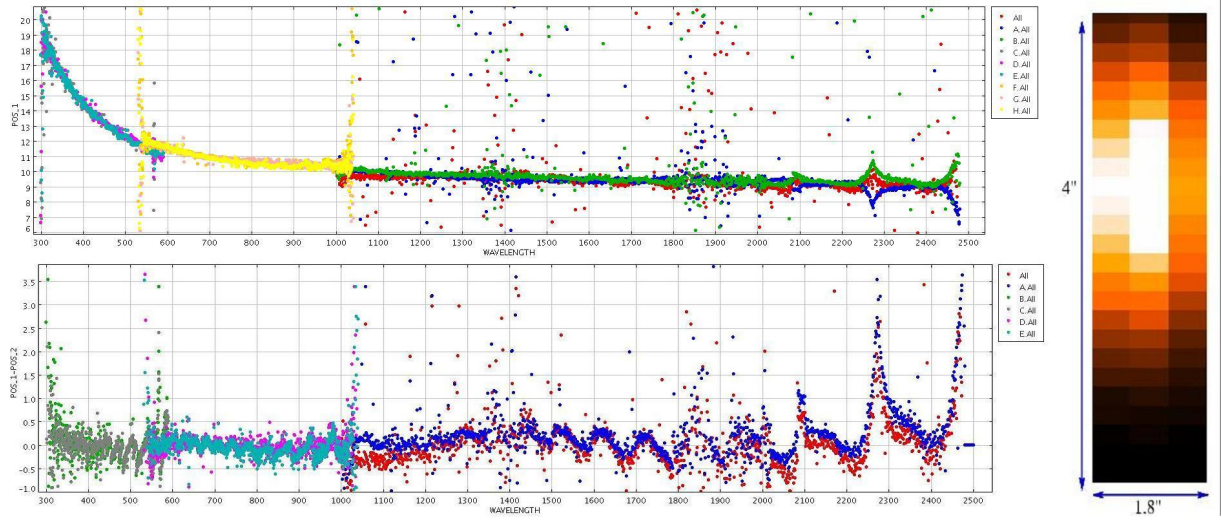 20
19
18
17
16
15
14
13
12
11
10
9
8
7
6
POS_1
300 400 500 600 700 800 900 1000 1100 1200 1300 1400 1500 1600 1700 1800 1900 2000 2100 2200 2300 2400 2500
WAVELENGTH
All
A.All
B.All
C.All
D.All
E.All
F.All
G.All
H.All
3.5
3.0
2.5
2.0
1.5
1.0
0.5
0.0
-0.5
-1.0
POS_1-POS_2
300 400 500 600 700 800 900 1000 1100 1200 1300 1400 1500 1600 1700 1800 1900 2000 2100 2200 2300 2400 2500
WAVELENGTH
All
A.All
B.All
C.All
D.All
E.All
4"
1.8"